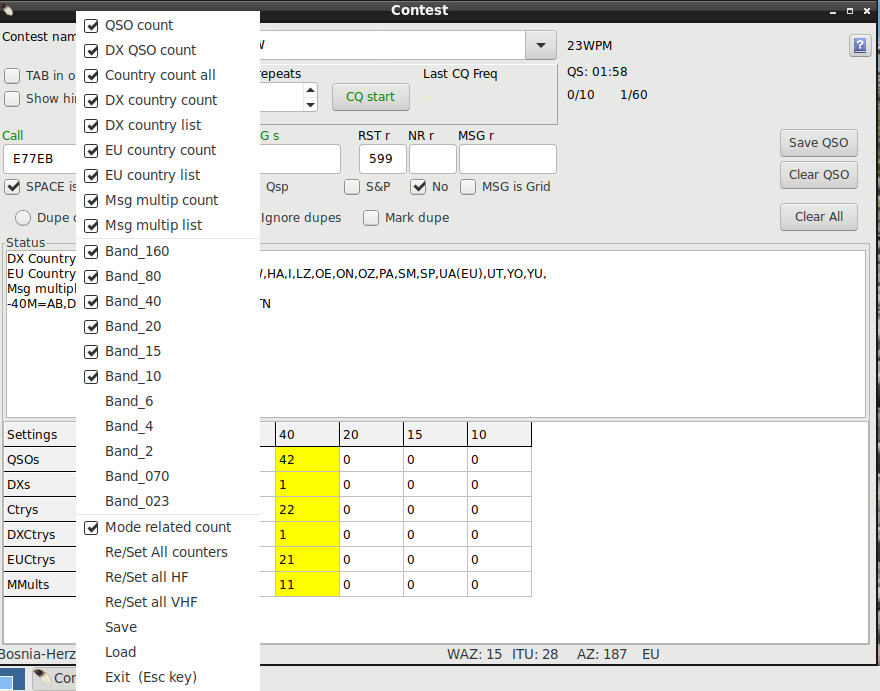 Contest
Contest nam
W
23WPM
QS: 01:58
0/10 1/60
TAB in o
Show hi
repeats
CQ start
Last CQ Freq
Call
G s
RST r NR r MSG r
E77EB
599
Save QSO
Clear QSO
Clear All
SPACE is
Qsp
S&P
No
MSG is Grid
Dupe
Ignore dupes
Mark dupe
Status
DX Country
EU Country
,HA,I,LZ,OE,ON,OZ,PA,SM,SP,UA(EU),UT,YO,YU,
Msg multipl
-40M=AB,D
TN
QSO count
DX QSO count
Country count all
DX country count
DX country list
EU country count
EU country list
Msg multip count
Msg multip list
Band_160
Band_80
Band_40
Band_20
Band_15
Band_10
Band_6
Band_4
Band_2
Band_070
Band_023
Mode related count
Re/Set All counters
Re/Set all HF
Re/Set all VHF
Save
Load
Exit (Esc key)
Settings 40 20 15 10
QSOs 42 0 0 0
DXs 1 0 0 0
Ctrys 22 0 0 0
DXCtrys 1 0 0 0
EUCtrys 21 0 0 0
MMults 11 0 0 0
Bosnia-Herz
WAZ: 15 ITU: 28 AZ: 187 EU
Con